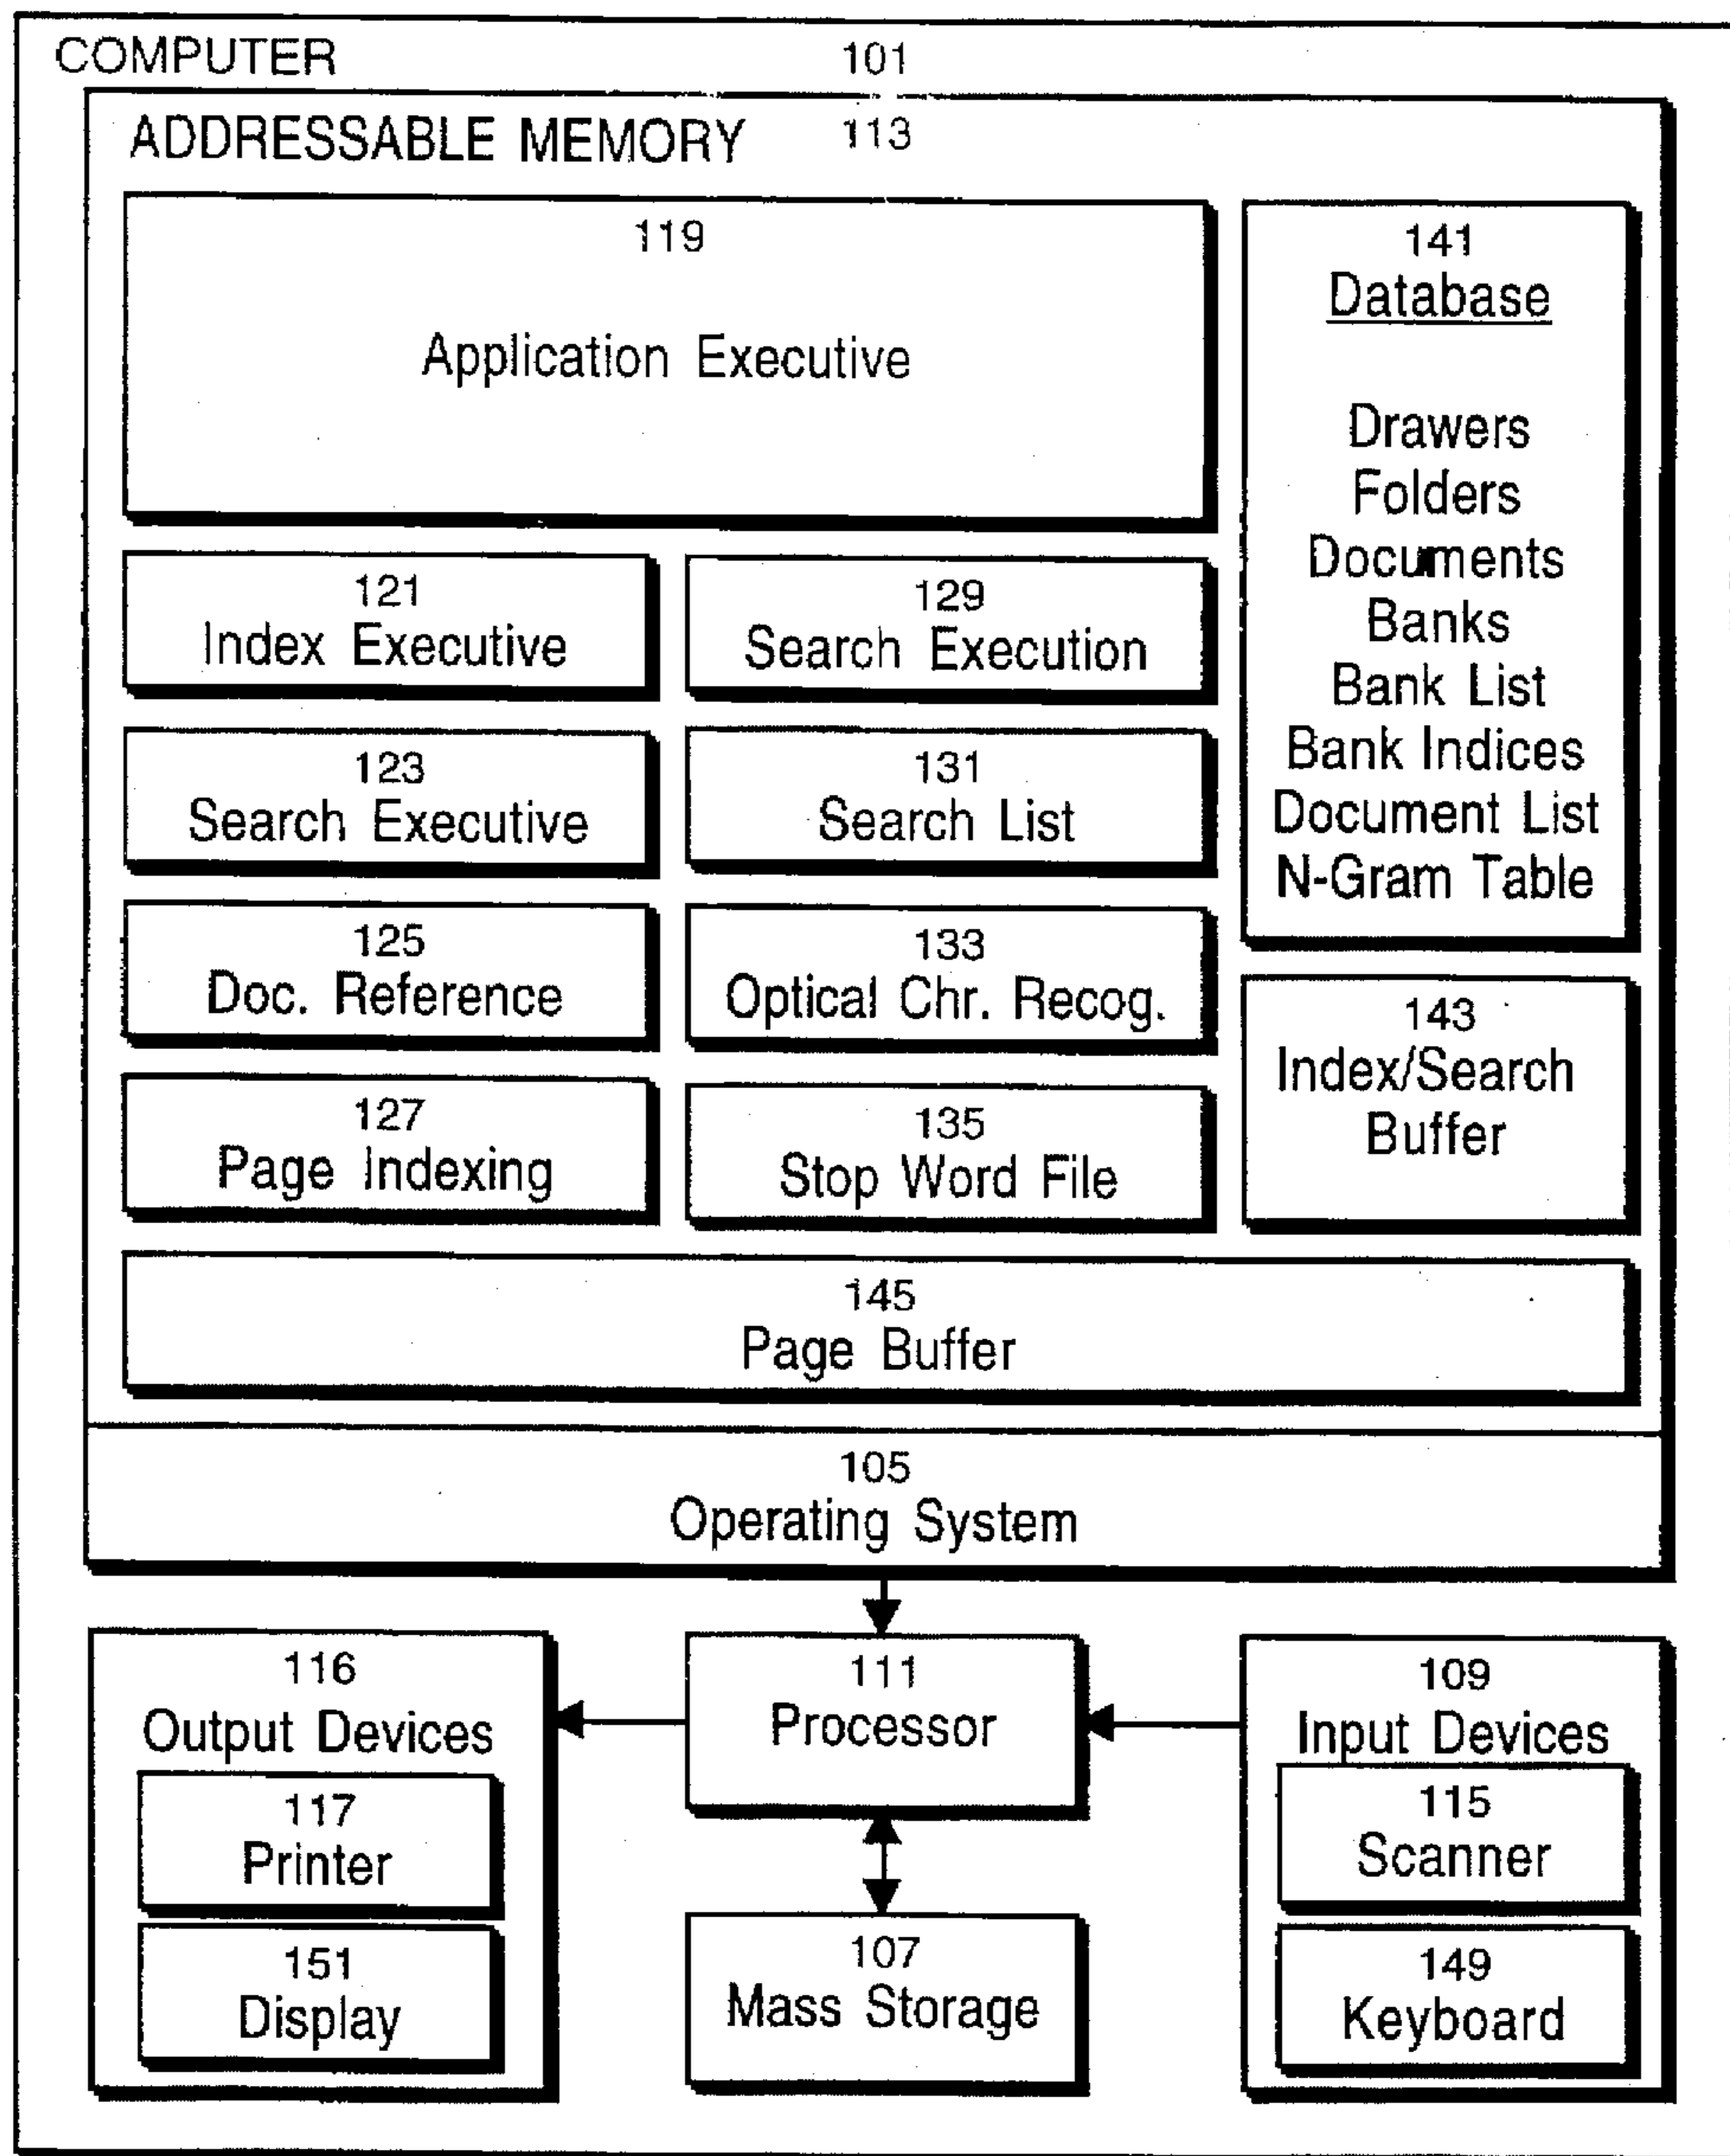 COMPUTER 101
ADDRESSABLE MEMORY 113
119
Application Executive
121
Index Executive
129
Search Execution
123
Search Executive
131
Search List
125
Doc. Reference
133
Optical Chr. Recog.
127
Page Indexing
135
Stop Word File
141
Database
Drawers
Folders
Documents
Banks
Bank List
Bank Indices
Document List
N-Gram Table
143
Index/Search
Buffer
145
Page Buffer
105
Operating System
116
Output Devices
117
Printer
151
Display
111
Processor
107
Mass Storage
109
Input Devices
115
Scanner
149
Keyboard